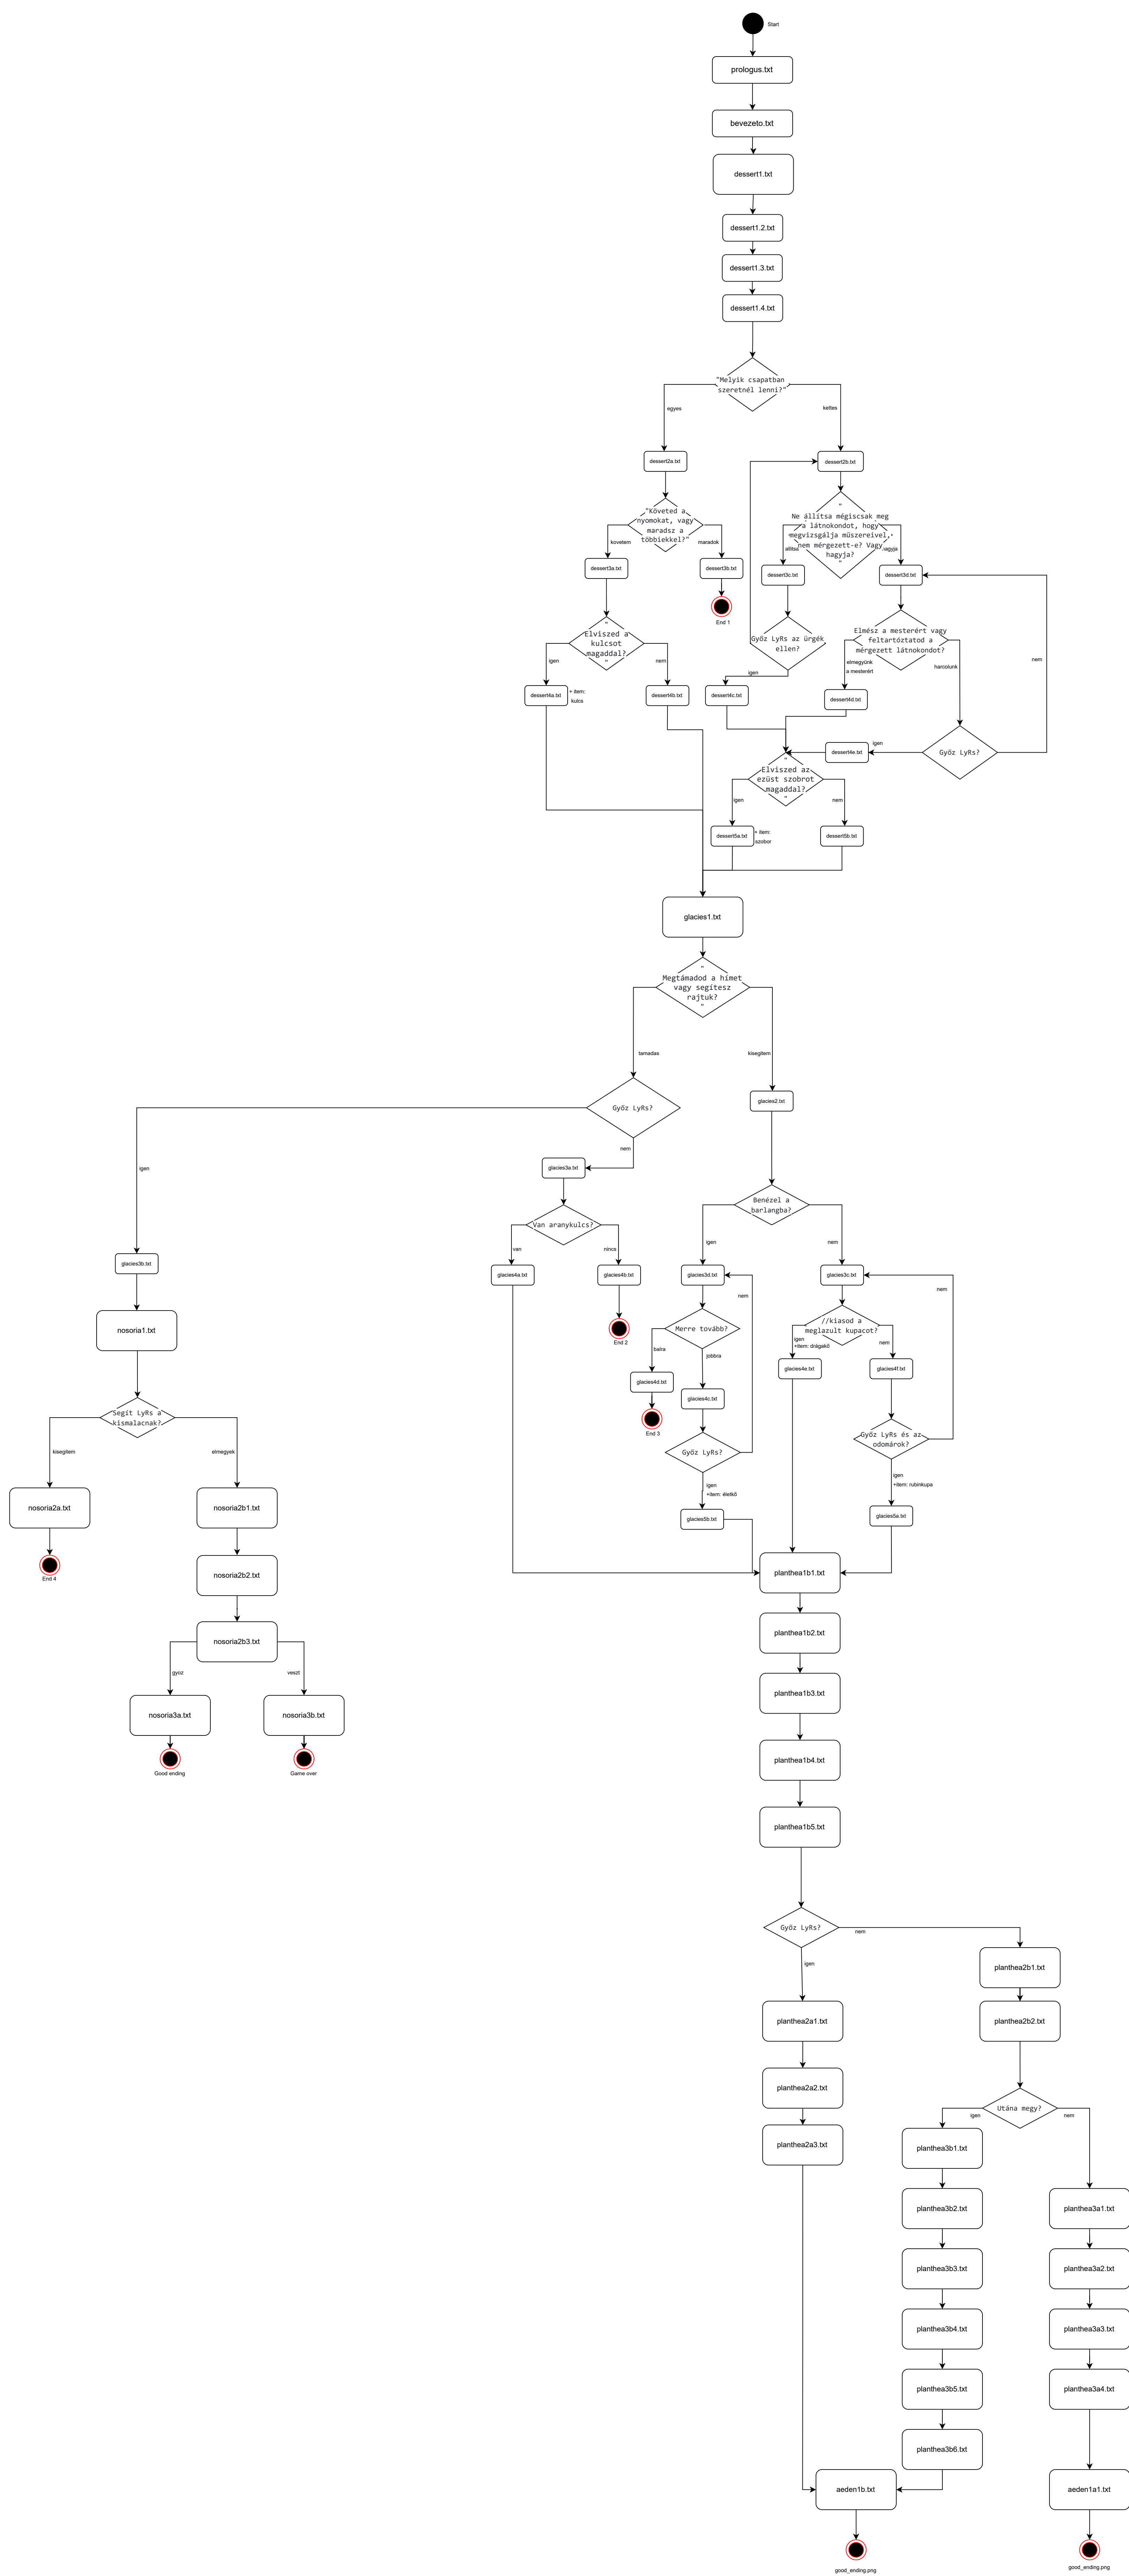 Start
prologus.txt
bevezeto.txt
dessert1.txt
dessert1.2.txt
dessert1.3.txt
dessert1.4.txt
"Melyik csapatban
szeretnél lenni?"
egyes
kettes
dessert2a.txt
dessert2b.txt
"Követed a
nyomokat, vagy
maradsz a
többiekkel?"
kovetem
maradok
"
Ne állítsa mégiscsak meg
a látnokondot, hogy
megvizsgálja műszereivel,
nem mérgezett-e? Vagy
hagyja?
"
allitsa
hagyja
dessert3a.txt
dessert3b.txt
End 1
dessert3c.txt
dessert3d.txt
"
Elviszed a
kulcsot
magaddal?
"
igen
nem
Győz LyRs az ürgék
ellen?
igen
Elmész a mesterért vagy
feltartóztatod a
mérgezett látnokondot?
elmegyünk
a mesterért
harcolunk
nem
dessert4a.txt
+ item:
kulcs
dessert4b.txt
dessert4c.txt
dessert4d.txt
Győz LyRs?
igen
dessert4e.txt
"
Elviszed az
ezüst szobrot
magaddal?
"
igen
nem
dessert5a.txt
+ item:
szobor
dessert5b.txt
glacies1.txt
"
Megtámadod a hímet
vagy segítesz
rajtuk?
"
tamadas
kisegitem
Győz LyRs?
igen
nem
glacies2.txt
glacies3a.txt
Van aranykulcs?
van
nincs
Benézel a
barlangba?
igen
nem
glacies3b.txt
glacies4a.txt
glacies4b.txt
End 2
glacies3d.txt
nem
glacies3c.txt
nem
nosoria1.txt
Merre tovább?
balra
jobbra
//kiasod a
meglazult kupacot?
igen
+item: drágakő
nem
glacies4d.txt
End 3
glacies4c.txt
glacies4e.txt
glacies4f.txt
Segít LyRs a
kismalacnak?
kisegitem
elmegyek
Győz LyRs?
igen
+item: életkő
Győz LyRs és az
odomárok?
igen
+item: rubinkupa
nosoria2a.txt
End 4
nosoria2b1.txt
glacies5b.txt
glacies5a.txt
nosoria2b2.txt
planthea1b1.txt
nosoria2b3.txt
gyoz
veszt
planthea1b2.txt
nosoria3a.txt
Good ending
nosoria3b.txt
Game over
planthea1b3.txt
planthea1b4.txt
planthea1b5.txt
Győz LyRs?
igen
nem
planthea2b1.txt
planthea2a1.txt
planthea2b2.txt
planthea2a2.txt
Utána megy?
igen
nem
planthea2a3.txt
planthea3b1.txt
planthea3b2.txt
planthea3a1.txt
planthea3b3.txt
planthea3a2.txt
planthea3b4.txt
planthea3a3.txt
planthea3b5.txt
planthea3a4.txt
planthea3b6.txt
aeden1b.txt
aeden1a1.txt
good_ending.png
good_ending.png